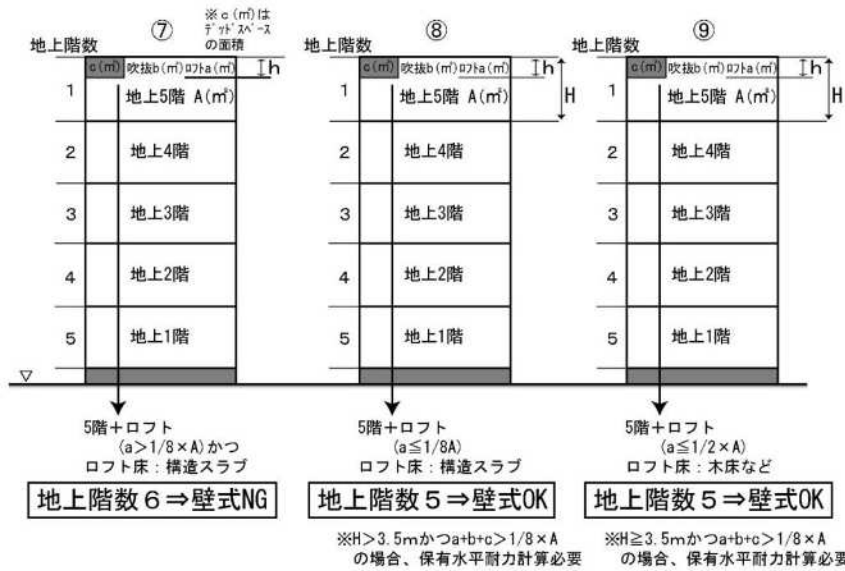 ⑦
※c(㎡)は
ﾃﾞｯﾄﾞｽﾍﾟｰｽ
の面積
地上階数
c(㎡) 吹抜b(㎡)ﾛﾌﾄa(㎡)
h
1
地上5階 A(㎡)
2
地上4階
3
地上3階
4
地上2階
5
地上1階
▽
5階+ロフト
(a>1/8×A)かつ
ロフト床:構造スラブ
地上階数6⇒壁式NG
⑧
地上階数
c(㎡) 吹抜b(㎡)ﾛﾌﾄa(㎡)
h
H
1
地上5階 A(㎡)
2
地上4階
3
地上3階
4
地上2階
5
地上1階
5階+ロフト
(a≦1/8A)
ロフト床:構造スラブ
地上階数5⇒壁式OK
※H>3.5mかつa+b+c>1/8×A
の場合、保有水平耐力計算必要
⑨
地上階数
c(㎡) 吹抜b(㎡)ﾛﾌﾄa(㎡)
h
H
1
地上5階 A(㎡)
2
地上4階
3
地上3階
4
地上2階
5
地上1階
5階+ロフト
(a≦1/2×A)
ロフト床:木床など
地上階数5⇒壁式OK
※H≧3.5mかつa+b+c>1/8×A
の場合、保有水平耐力計算必要